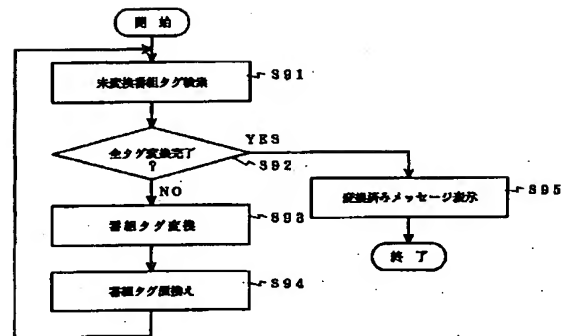 開 始
未変換番組タグ検索
S91
全タグ変換完了
?
YES
S92
NO
変換済みメッセージ表示
S95
番組タグ変換
S93
終 了
番組タグ置換え
S94